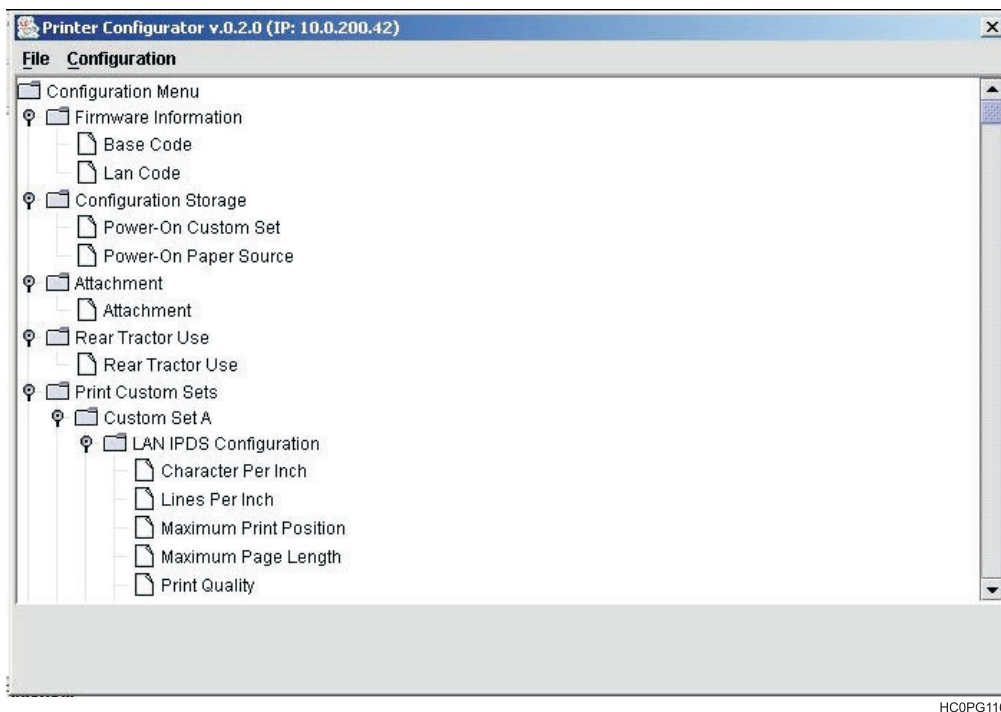 Printer Configurator v.0.2.0 (IP: 10.0.200.42)
File Configuration
Configuration Menu
Firmware Information
Base Code
Lan Code
Configuration Storage
Power-On Custom Set
Power-On Paper Source
Attachment
Attachment
Rear Tractor Use
Rear Tractor Use
Print Custom Sets
Custom Set A
LAN IPDS Configuration
Character Per Inch
Lines Per Inch
Maximum Print Position
Maximum Page Length
Print Quality